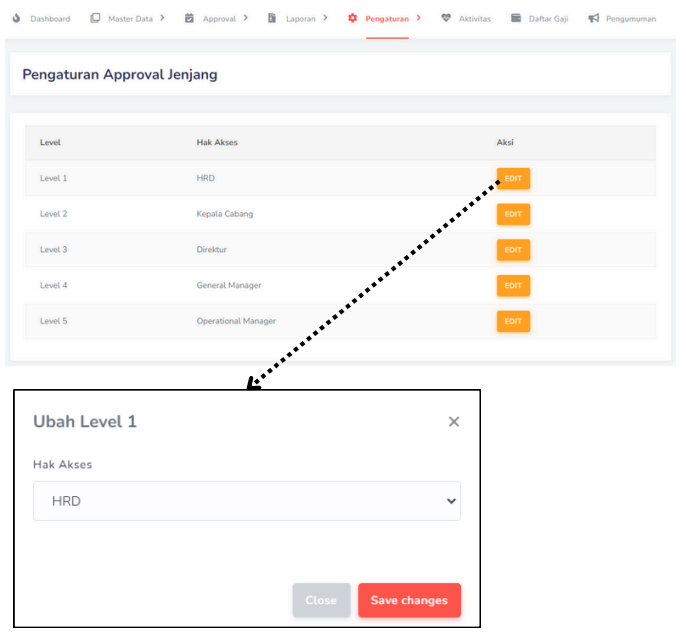 Dashboard Master Data Approval Laporan Pengaturan Aktivitas Daftar Gaji Pengumuman
Pengaturan Approval Jenjang
Level Hak Akses Aksi
Level 1 HRD EDIT
Level 2 Kepala Cabang EDIT
Level 3 Direktur EDIT
Level 4 General Manager EDIT
Level 5 Operational Manager EDIT
Ubah Level 1 ×
Hak Akses
HRD
Close Save changes